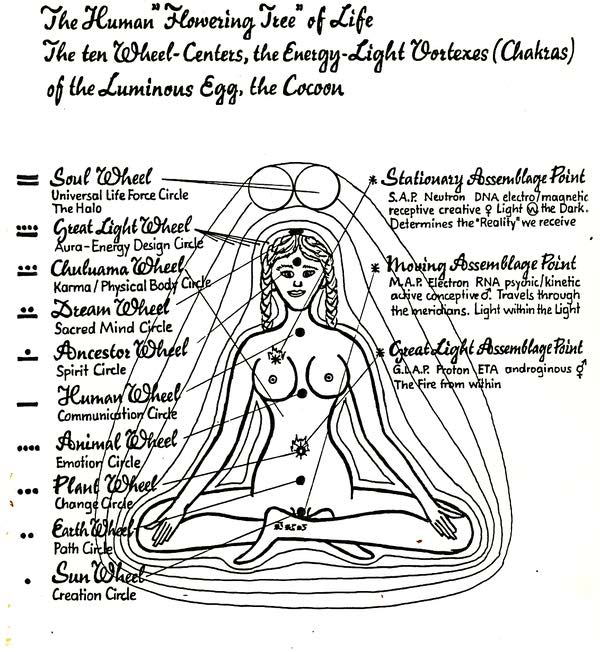 The Human "Flowering Tree" of Life
The ten Wheel-Centers, the Energy-Light Vortexes (Chakras)
of the Luminous Egg, the Cocoon
Soul Wheel
Universal Life Force Circle
The Halo
Great Light Wheel
Aura-Energy Design Circle
Chuluama Wheel
Karma/Physical Body Circle
Dream Wheel
Sacred Mind Circle
Ancestor Wheel
Spirit Circle
Human Wheel
Communication Circle
Animal Wheel
Emotion Circle
Plant Wheel
Change Circle
Earth Wheel
Path Circle
Sun Wheel
Creation Circle
* Stationary Assemblage Point
S.A.P. Neutron DNA electro/magnetic
receptive creative ♀ Light W the Dark.
Determines the "Reality" we receive
* Moving Assemblage Point
M.A.P. Electron RNA psychic/kinetic
active conceptive ♂. Travels through
the meridians. Light within the Light
* Great Light Assemblage Point
G.L.A.P. Proton ETA androginous ⚥
The Fire from within